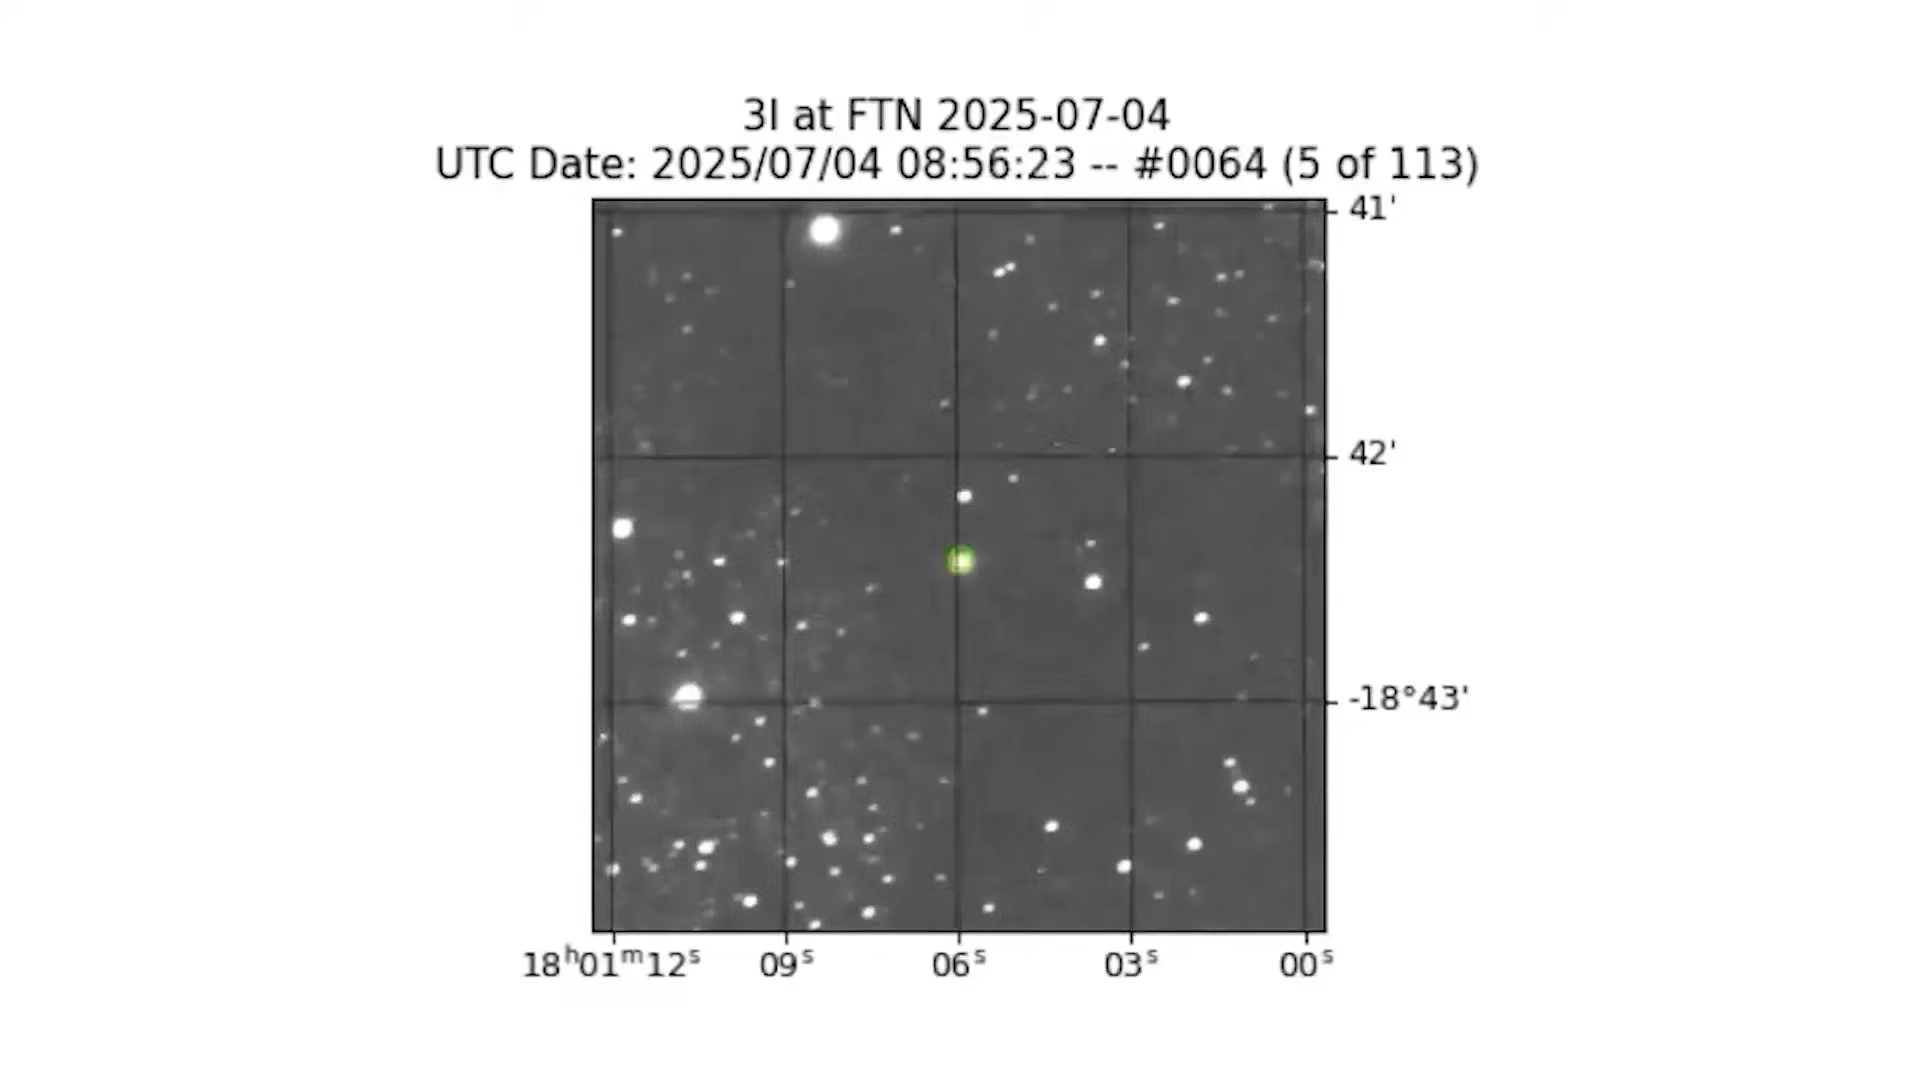 3I at FTN 2025-07-04
UTC Date: 2025/07/04 08:56:23 -- #0064 (5 of 113)
41'
42'
-18°43'
18ʰ01ᵐ12ˢ 09ˢ 06ˢ 03ˢ 00ˢ